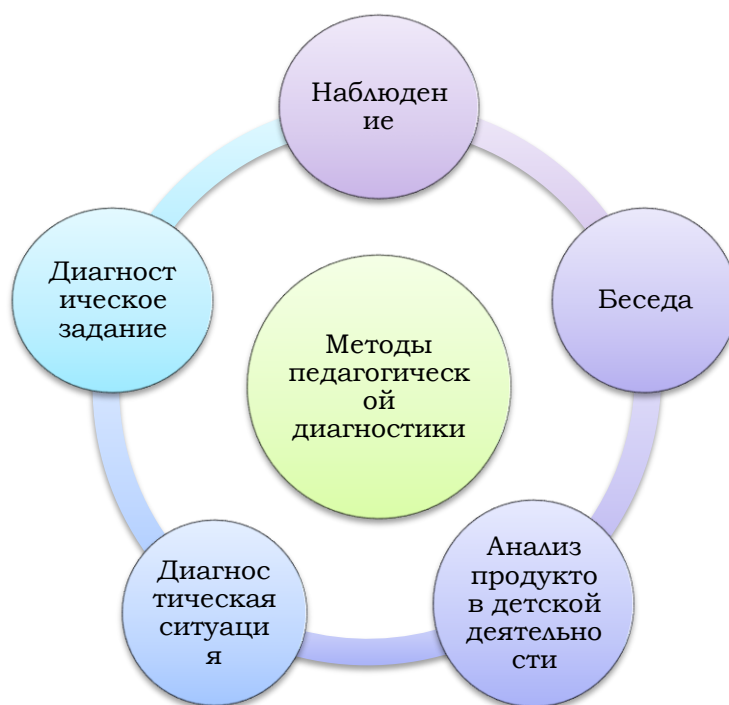 Наблюден
ие
Диагност
ическое
задание
Беседа
Методы
педагогическ
ой
диагностики
Диагнос
тическая
ситуаци
я
Анализ
продукто
в детской
деятельно
сти